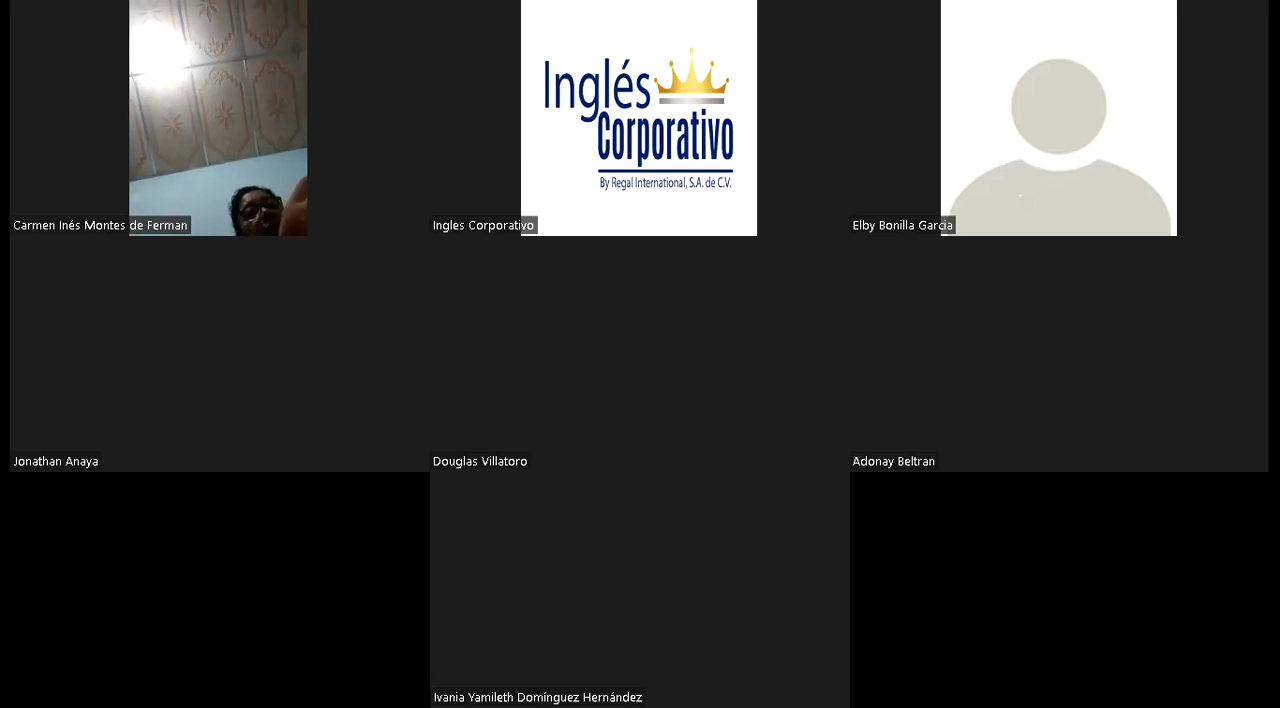 Inglés
Corporativo
By Regal International, S.A. de C.V.
Carmen Inés Montes de Ferman
Ingles Corporativo
Elby Bonilla Garcia
Jonathan Anaya
Douglas Villatoro
Adonay Beltran
Ivania Yamileth Domínguez Hernández